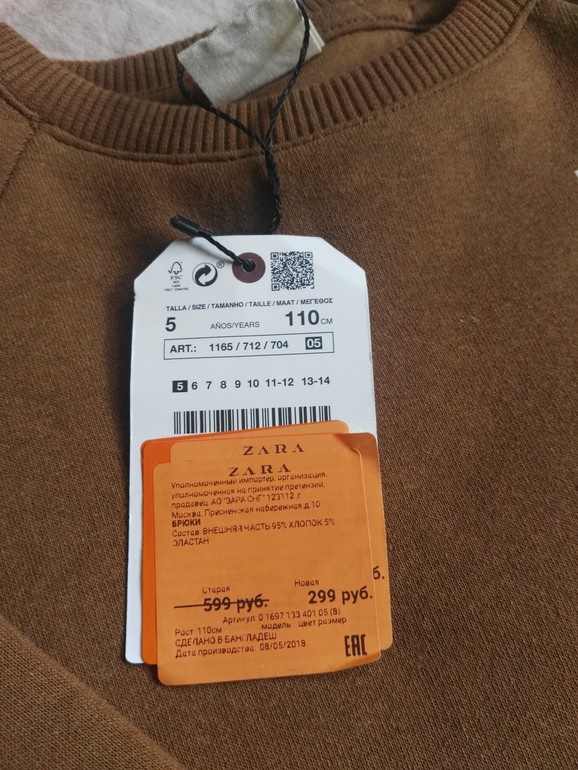 FSC
TALLA / SIZE / TAMANHO / TAILLE / MAAT / ΜΕΓΕΘΟΣ
5 AÑOS/YEARS 110 CM
ART.: 1165 / 712 / 704 05
5 6 7 8 9 10 11-12 13-14
ZARA
ZARA
Уполномоченный импортер, организация,
уполномоченная на принятие претензии,
продавец: АО "ЗАРА СНГ" 123112 г.
Москва, Пресненская набережная,д.10
БРЮКИ
Состав: ВНЕШНЯЯ ЧАСТЬ 95% ХЛОПОК 5%
ЭЛАСТАН
Старая Новая
599 руб. 299 руб.
б.
Артикул: 0 1697 133 401 05 (B)
модель цвет размер
Рост: 110см
СДЕЛАНО В БАНГЛАДЕШ
Дата производства: 08/05/2018
EAC